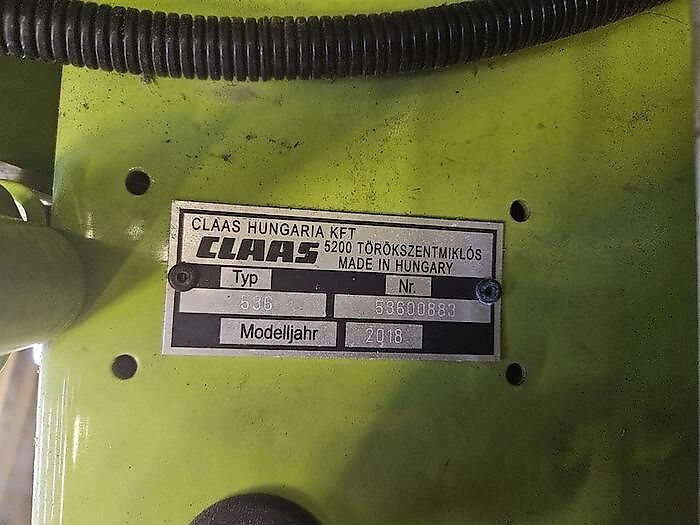 CLAAS HUNGARIA KFT
CLAAS 5200 TÖRÖKSZENTMIKLÓS
MADE IN HUNGARY
Typ Nr.
536 53600883
Modelljahr 2018